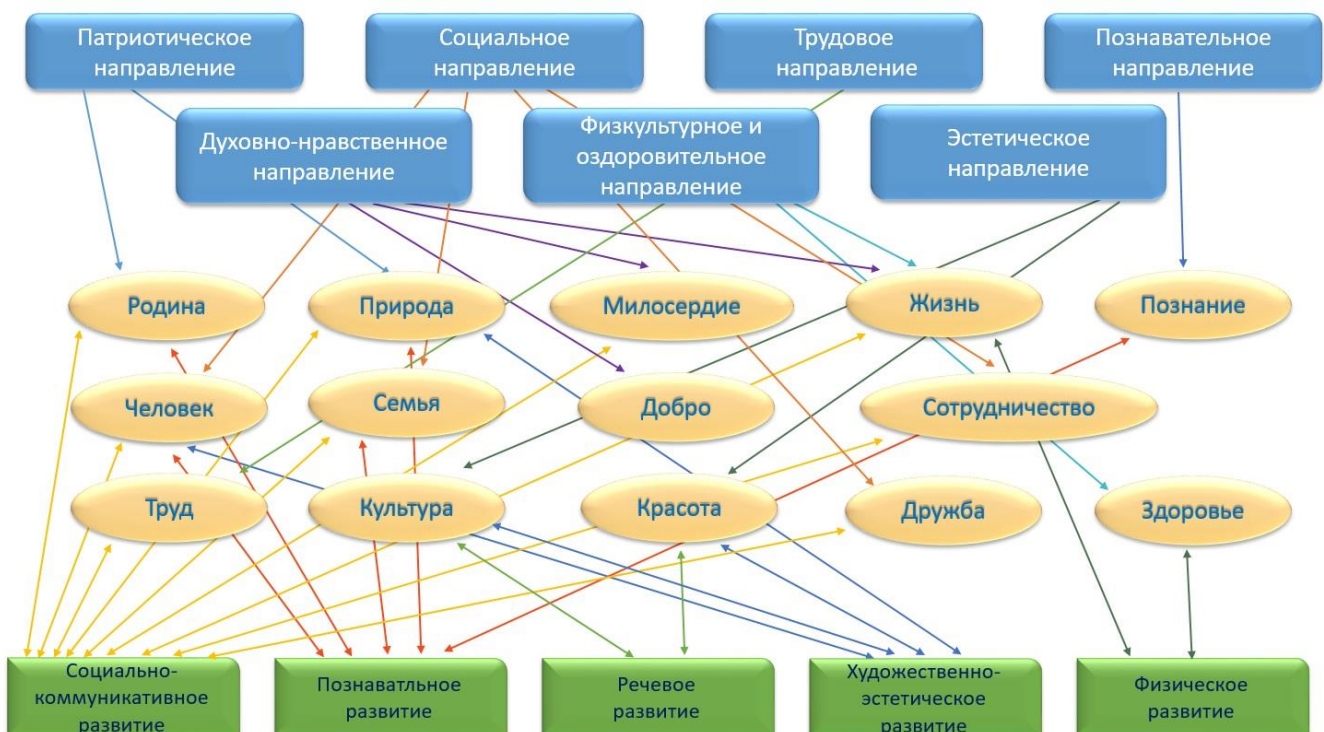 Патриотическое
направление
Социальное
направление
Трудовое
направление
Познавательное
направление
Духовно-нравственное
направление
Физкультурное и
оздоровительное
направление
Эстетическое
направление
Родина
Природа
Милосердие
Жизнь
Познание
Человек
Семья
Добро
Сотрудничество
Труд
Культура
Красота
Дружба
Здоровье
Социально-
коммуникативное
развитие
Познаватльное
развитие
Речевое
развитие
Художественно-
эстетическое
развитие
Физическое
развитие